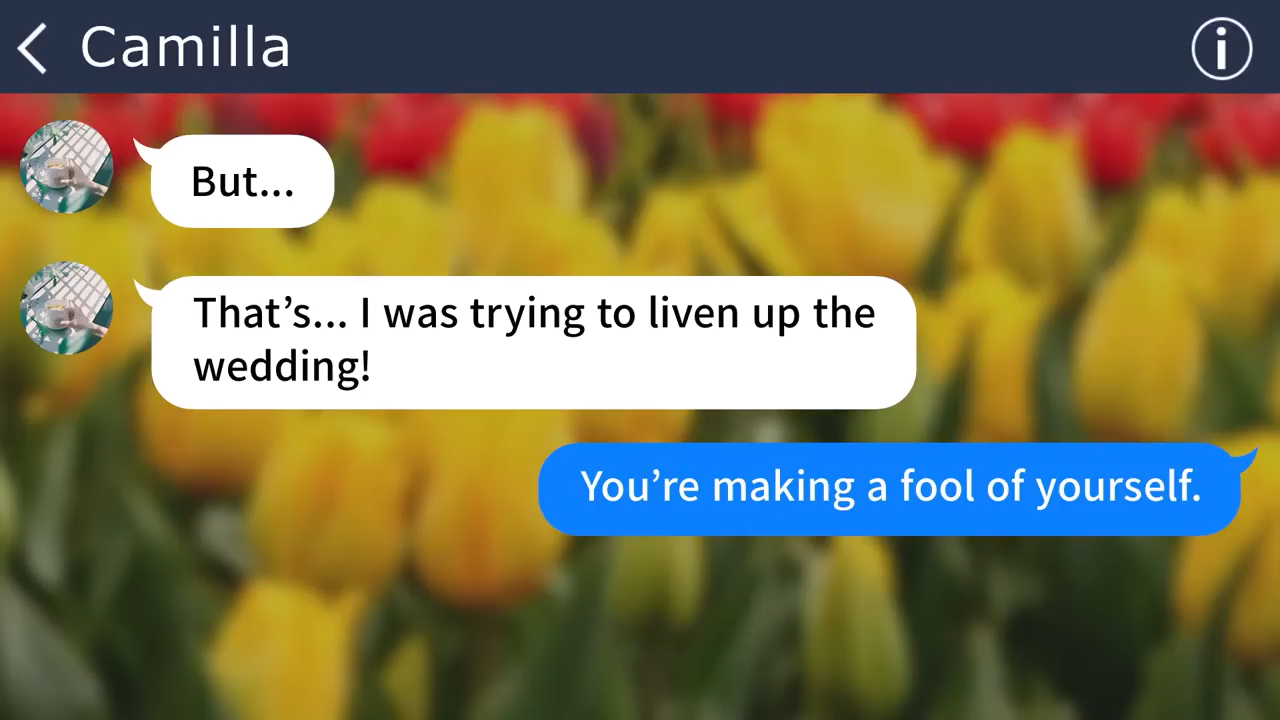 Camilla
But...
That’s... I was trying to liven up the
wedding!
You’re making a fool of yourself.